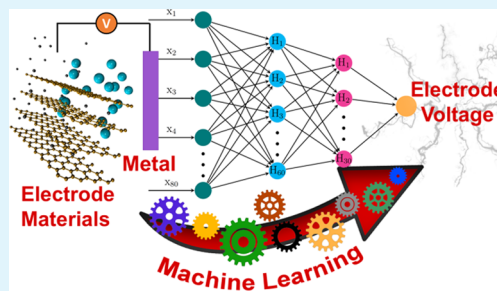 V
x₁
x₂
x₃
x₄
x₈₀
H₁
H₂
H₃
H₆₀
H₁
H₂
H₃₀
Electrode
Voltage
Metal
Electrode
Materials
Machine Learning